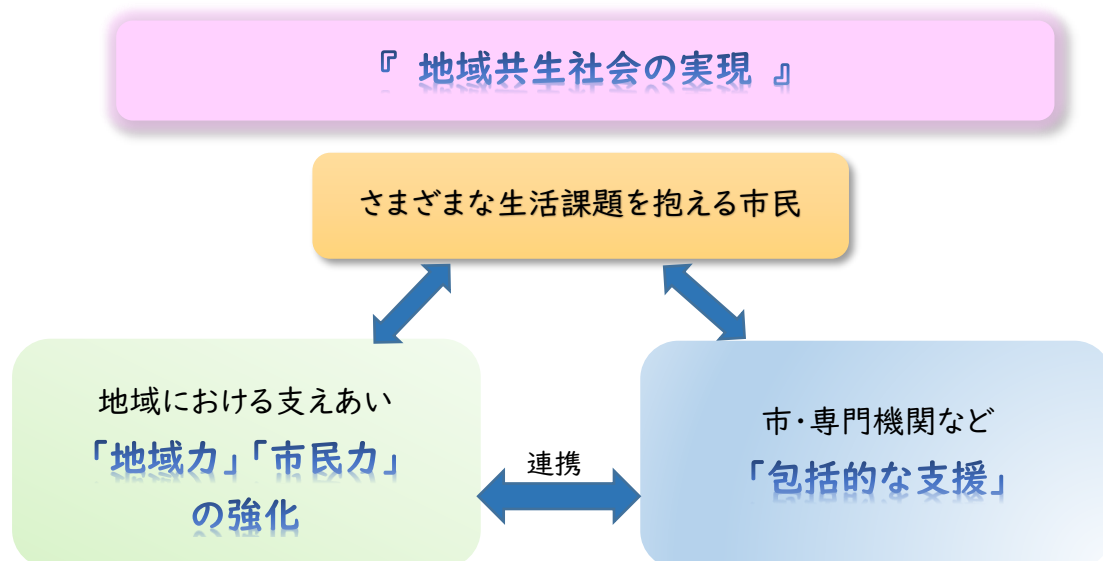 『 地域共生社会の実現 』
さまざまな生活課題を抱える市民
地域における支えあい
「地域力」「市民力」
の強化
連携
市・専門機関など
「包括的な支援」